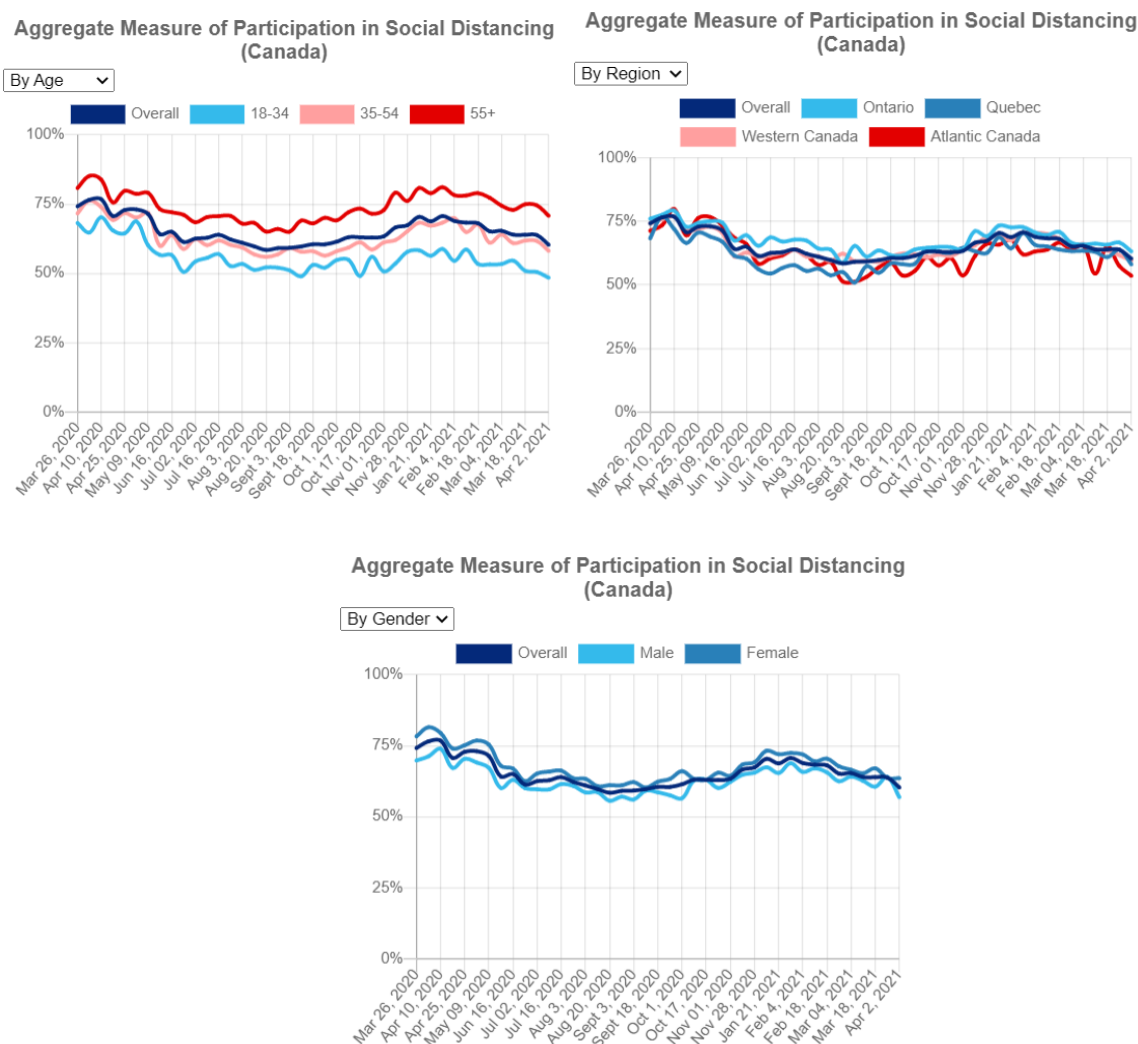 Aggregate Measure of Participation in Social Distancing
(Canada)
By Age
Overall 18-34 35-54 55+
100%
75%
50%
25%
0%
Mar 26, 2020
Apr 10, 2020
Apr 25, 2020
May 09, 2020
Jun 16, 2020
Jul 02, 2020
Jul 16, 2020
Aug 3, 2020
Aug 20, 2020
Sept 3, 2020
Sept 18, 2020
Oct 1, 2020
Oct 17, 2020
Nov 01, 2020
Nov 28, 2020
Jan 21, 2021
Feb 4, 2021
Feb 18, 2021
Mar 04, 2021
Mar 18, 2021
Apr 2, 2021
Aggregate Measure of Participation in Social Distancing
(Canada)
By Region
Overall Ontario Quebec
Western Canada Atlantic Canada
100%
75%
50%
25%
0%
Mar 26, 2020
Apr 10, 2020
Apr 25, 2020
May 09, 2020
Jun 16, 2020
Jul 02, 2020
Jul 16, 2020
Aug 3, 2020
Aug 20, 2020
Sept 3, 2020
Sept 18, 2020
Oct 1, 2020
Oct 17, 2020
Nov 01, 2020
Nov 28, 2020
Jan 21, 2021
Feb 4, 2021
Feb 18, 2021
Mar 04, 2021
Mar 18, 2021
Apr 2, 2021
Aggregate Measure of Participation in Social Distancing
(Canada)
By Gender
Overall Male Female
100%
75%
50%
25%
0%
Mar 26, 2020
Apr 10, 2020
Apr 25, 2020
May 09, 2020
Jun 16, 2020
Jul 02, 2020
Jul 16, 2020
Aug 3, 2020
Aug 20, 2020
Sept 3, 2020
Sept 18, 2020
Oct 1, 2020
Oct 17, 2020
Nov 01, 2020
Nov 28, 2020
Jan 21, 2021
Feb 4, 2021
Feb 18, 2021
Mar 04, 2021
Mar 18, 2021
Apr 2, 2021